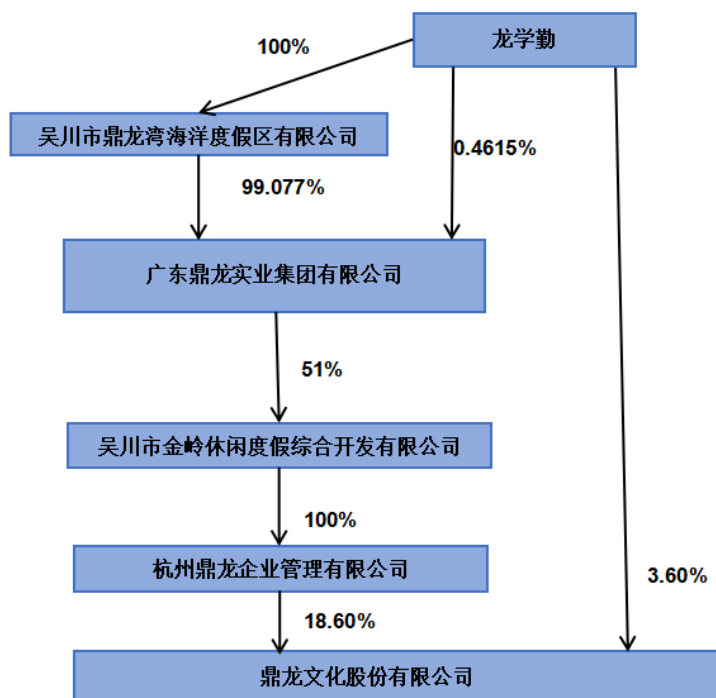 龙学勤
100%
吴川市鼎龙湾海洋度假区有限公司
0.4615%
99.077%
广东鼎龙实业集团有限公司
51%
吴川市金岭休闲度假综合开发有限公司
100%
杭州鼎龙企业管理有限公司
3.60%
18.60%
鼎龙文化股份有限公司